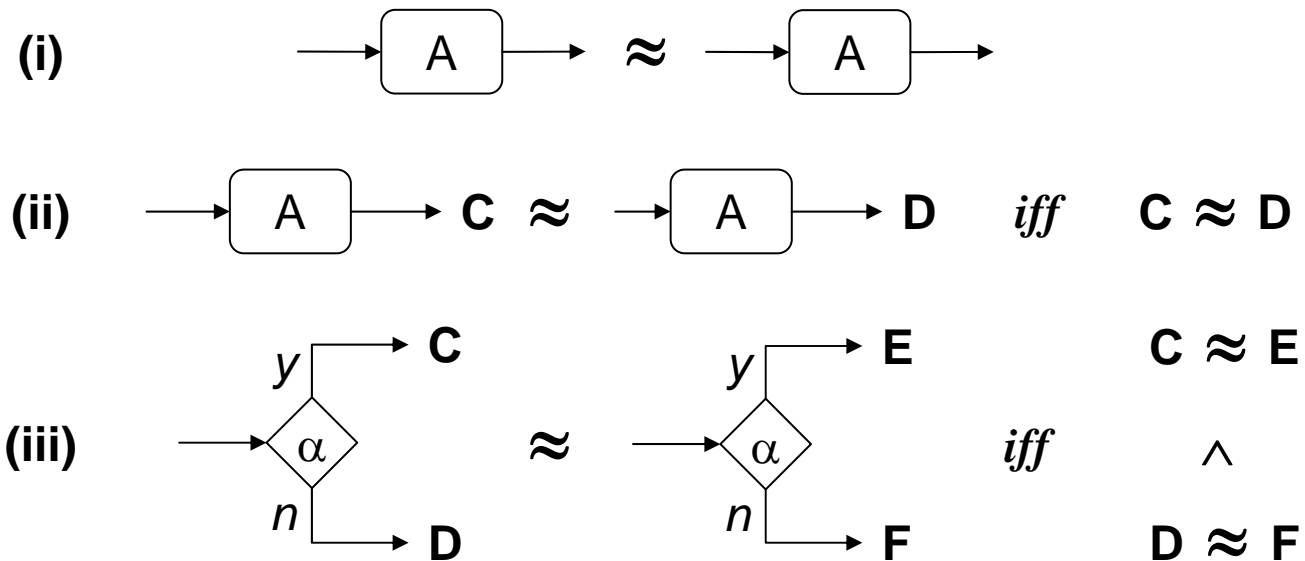 (i) A ≈ A
(ii) A C ≈ A D iff C ≈ D
y C y E C ≈ E
(iii) α ≈ α iff ∧
n D n F D ≈ F